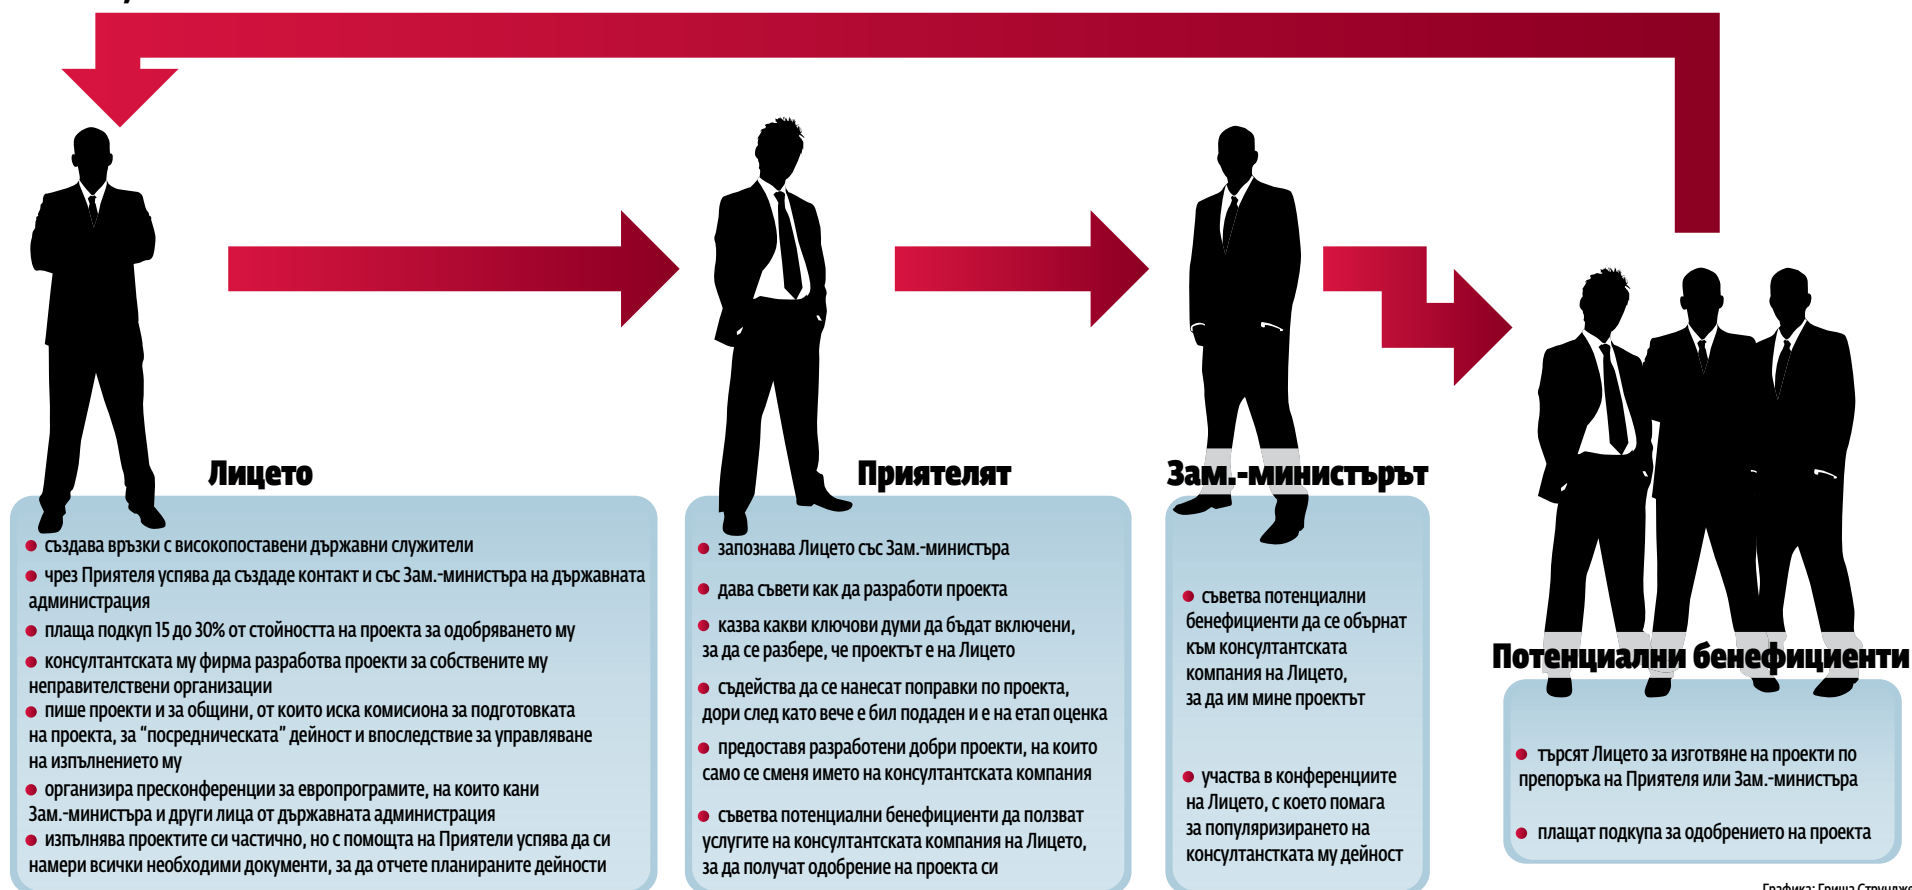 Лицето
• създава връзки с високопоставени държавни служители
• чрез Приятеля успява да създаде контакт и със Зам.-министъра на държавната
администрация
• плаща подкуп 15 до 30% от стойността на проекта за одобряването му
• консултантската му фирма разработва проекти за собствените му
неправителствени организации
• пише проекти и за общини, от които иска комисиона за подготовката
на проекта, за “посредническата” дейност и впоследствие за управляване
на изпълнението му
• организира пресконференции за европрограмите, на които кани
Зам.-министъра и други лица от държавната администрация
• изпълнява проектите си частично, но с помощта на Приятели успява да си
намери всички необходими документи, за да отчете планираните дейности
Приятелят
• запознава Лицето със Зам.-министъра
• дава съвети как да разработи проекта
• казва какви ключови думи да бъдат включени,
за да се разбере, че проектът е на Лицето
• съдейства да се нанесат поправки по проекта,
дори след като вече е бил подаден и е на етап оценка
• предоставя разработени добри проекти, на които
само се сменя името на консултантската компания
• съветва потенциални бенефициенти да ползват
услугите на консултантската компания на Лицето,
за да получат одобрение на проекта си
Зам.-министърът
• съветва потенциални
бенефициенти да се обърнат
към консултантската
компания на Лицето,
за да им мине проектът
• участва в конференциите
на Лицето, с което помага
за популяризирането на
консултанстката му дейност
Потенциални бенефициенти
• търсят Лицето за изготвяне на проекти по
препоръка на Приятеля или Зам.-министъра
• плащат подкупа за одобрението на проекта
Графика: Гриша